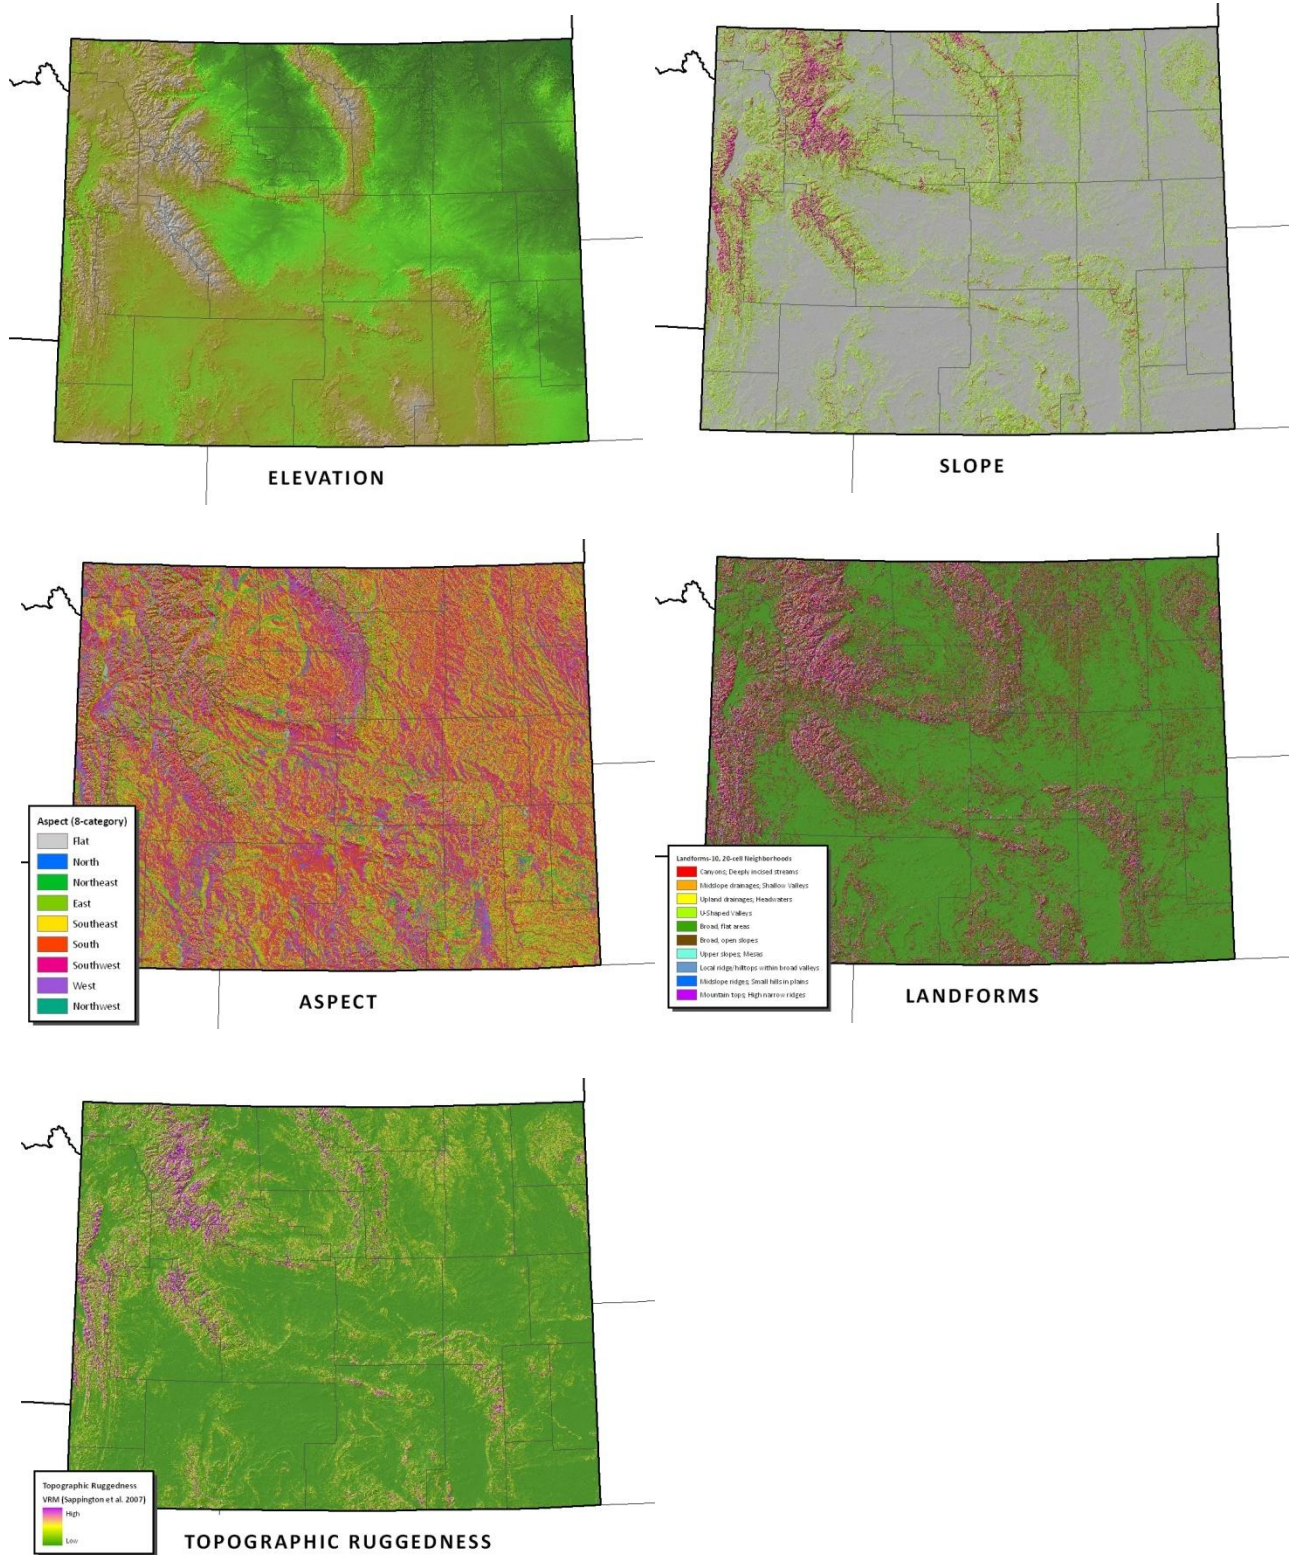 ELEVATION
SLOPE
Aspect (8-category)
Flat
North
Northeast
East
Southeast
South
Southwest
West
Northwest
ASPECT
Landforms-10, 20-cell Neighborhoods
Canyons; Deeply incised streams
Midslope drainages; Shallow Valleys
Upland drainages; Headwaters
U-Shaped Valleys
Broad, flat areas
Broad, open slopes
Upper slopes; Mesas
Local ridge/hilltops within broad valleys
Midslope ridges; Small hills in plains
Mountain tops; High narrow ridges
LANDFORMS
Topographic Ruggedness
VRM (Sappington et al. 2007)
High
Low
TOPOGRAPHIC RUGGEDNESS